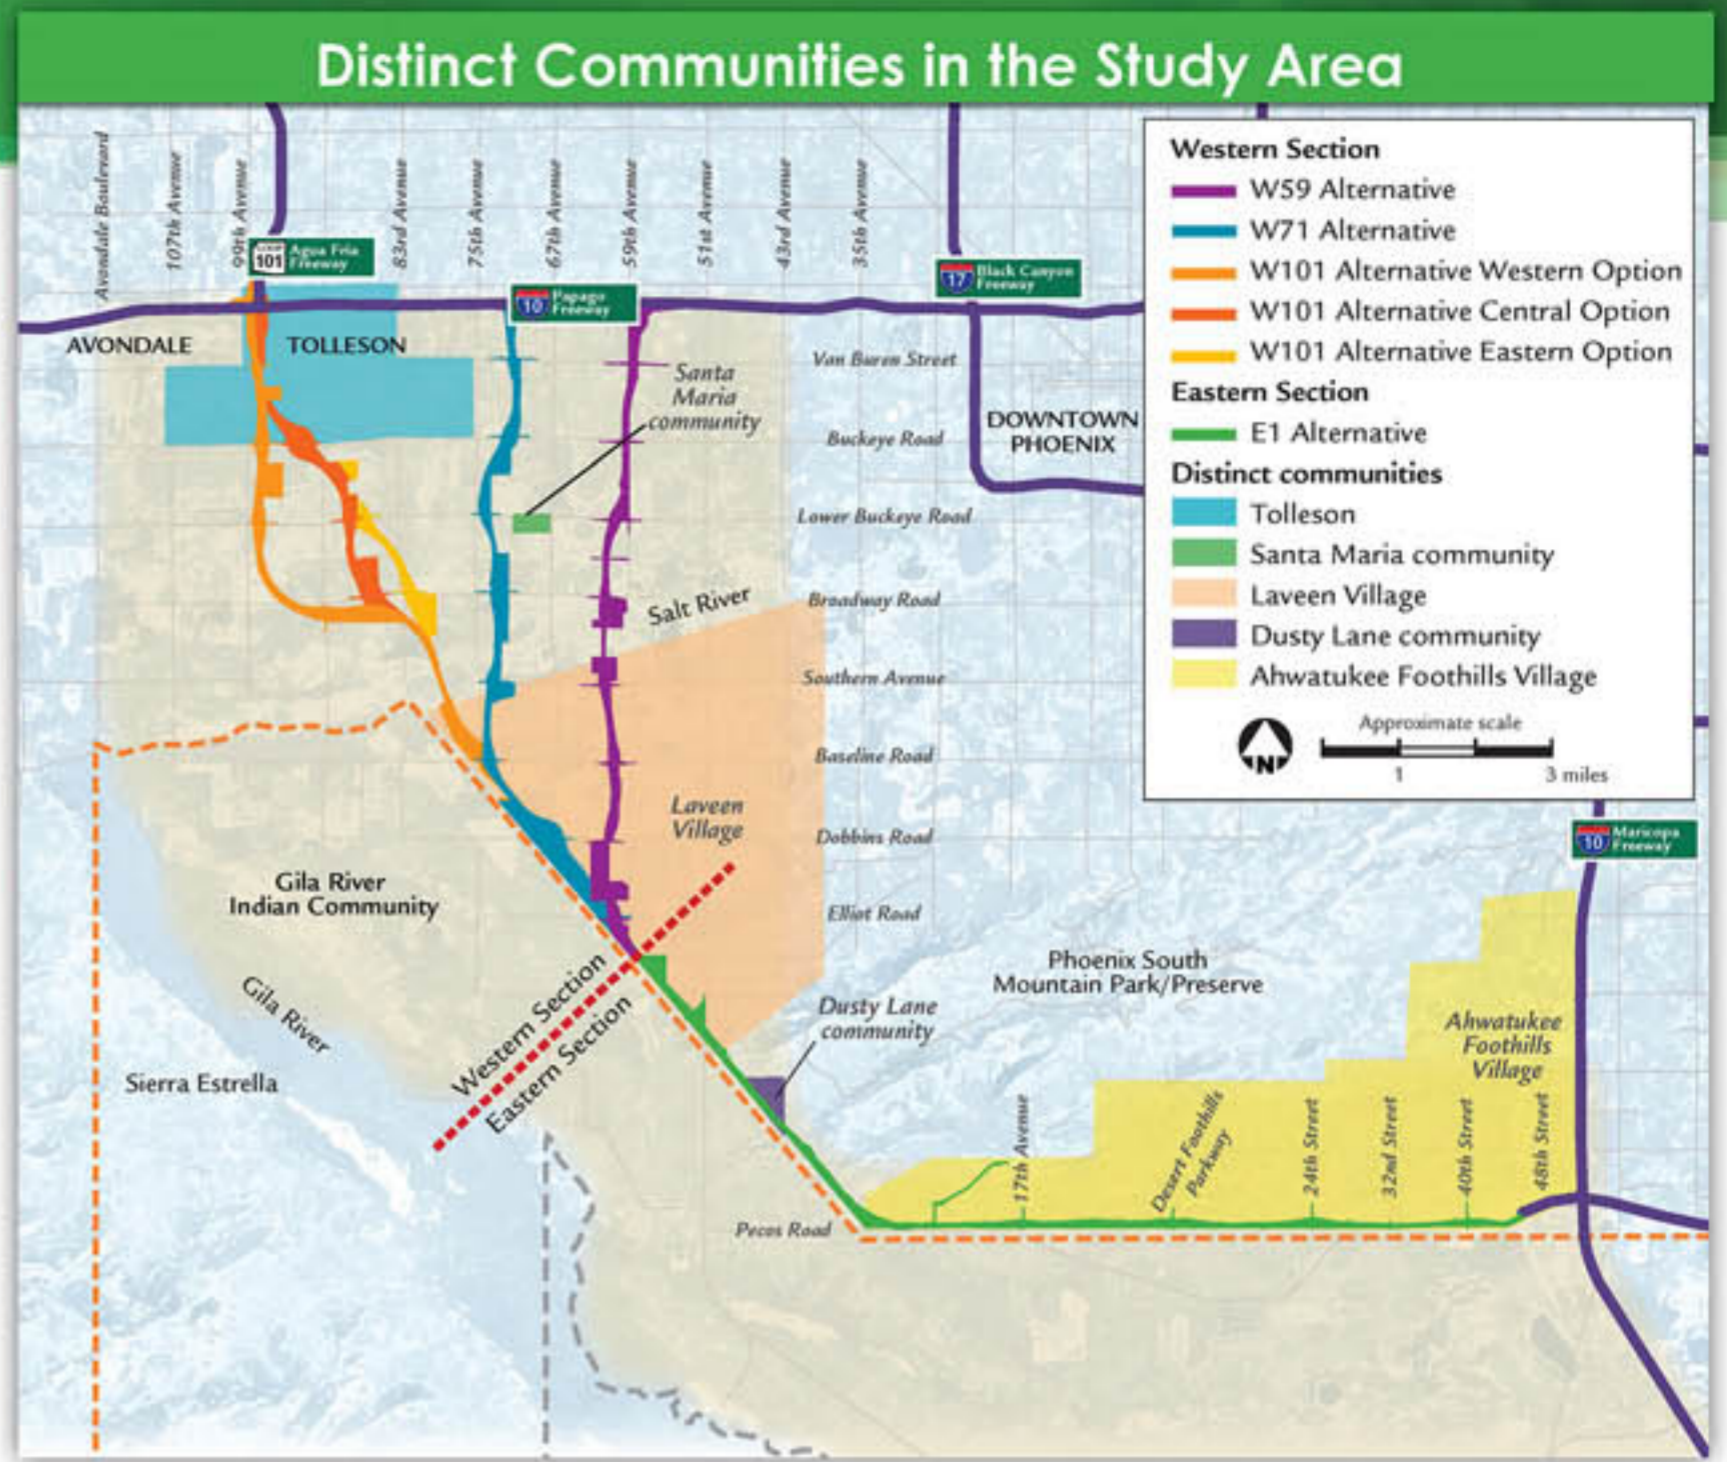 Distinct Communities in the Study Area
Avondale Boulevard
107th Avenue
99th Avenue
83rd Avenue
75th Avenue
67th Avenue
59th Avenue
51st Avenue
43rd Avenue
35th Avenue
LOOP
101
Agua Fria
Freeway
10
Papago
Freeway
17
Black Canyon
Freeway
AVONDALE
TOLLESON
Santa
Maria
community
Van Buren Street
Buckeye Road
DOWNTOWN
PHOENIX
Lower Buckeye Road
Salt River
Broadway Road
Southern Avenue
Baseline Road
Laveen
Village
Dobbins Road
Elliot Road
Gila River
Indian Community
Gila River
Sierra Estrella
Western Section
Eastern Section
Dusty Lane
community
Phoenix South
Mountain Park/Preserve
Ahwatukee
Foothills
Village
17th Avenue
Desert Foothills
Parkway
24th Street
32nd Street
40th Street
48th Street
Pecos Road
10
Maricopa
Freeway
Western Section
W59 Alternative
W71 Alternative
W101 Alternative Western Option
W101 Alternative Central Option
W101 Alternative Eastern Option
Eastern Section
E1 Alternative
Distinct communities
Tolleson
Santa Maria community
Laveen Village
Dusty Lane community
Ahwatukee Foothills Village
N
Approximate scale
1
3 miles